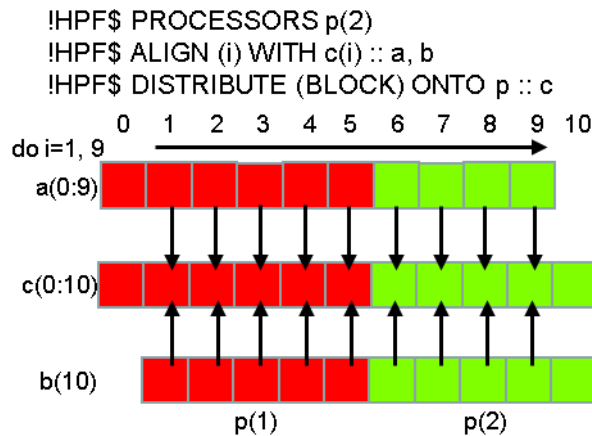 !HPF$ PROCESSORS p(2)
!HPF$ ALIGN (i) WITH c(i) :: a, b
!HPF$ DISTRIBUTE (BLOCK) ONTO p :: c
0 1 2 3 4 5 6 7 8 9 10
do i=1, 9
a(0:9)
c(0:10)
b(10)
p(1) p(2)